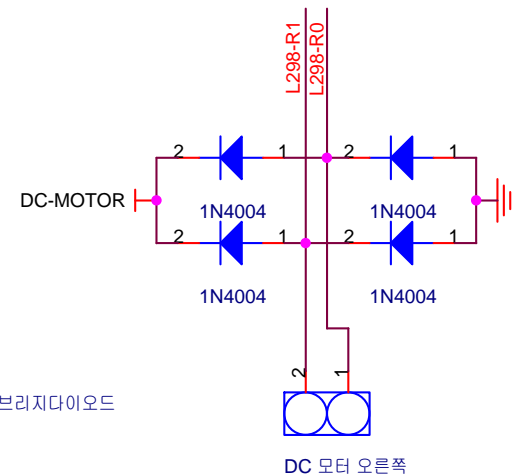 L298-R1
L298-R0
2 1 2 1
1N4004 1N4004
DC-MOTOR
2 1 2 1
1N4004 1N4004
2 1
브리지다이오드
DC 모터 오른쪽